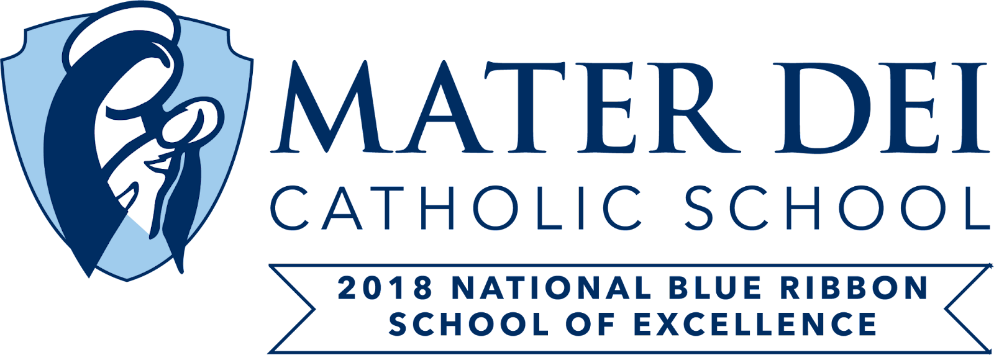 MATER DEI
CATHOLIC SCHOOL
2018 NATIONAL BLUE RIBBON
SCHOOL OF EXCELLENCE